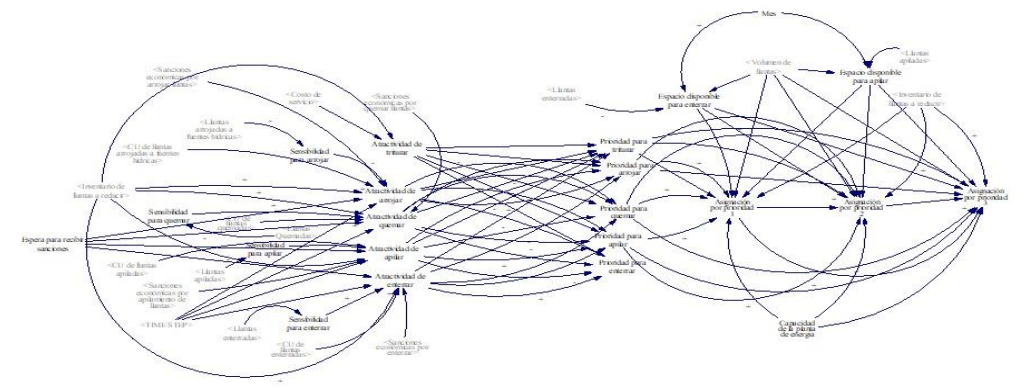 Mes
<Sanciones
económicas por
arrojar llantas>
<Costo de
servicio>
<Sanciones
económicas por
quemar llantas>
<Llantas
enterradas>
<Volumen de
llantas>
<Llantas
apiladas>
Espacio disponible
para enterrar
Espacio disponible
para apilar
<Inventario de
llantas a reducir>
<Llantas
arrojadas a
fuentes hídricas>
<CU de llantas
arrojadas a fuentes
hídricas>
Sensibilidad
para arrojar
Atractividad de
triturar
Prioridad para
triturar
Prioridad para
arrojar
<Inventario de
llantas a reducir>
Atractividad de
arrojar
Sensibilidad
para quemar
Atractividad de
quemar
Prioridad para
quemar
Asignación
por prioridad
1
Asignación
por prioridad
2
Asignación
por prioridad
3
Espera para recibir
sanciones
Sensibilidad
para apilar
Atractividad de
apilar
Prioridad para
apilar
<CU de llantas
apiladas>
<Llantas
apiladas>
Atractividad de
enterrar
Prioridad para
enterrar
<Sanciones
económicas por
apilamiento de
llantas>
<TIME STEP>
<Llantas
enterradas>
Sensibilidad
para enterrar
<CU de
llantas
enterradas>
<Sanciones
económicas por
enterrar>
Capacidad
de la planta
de energía